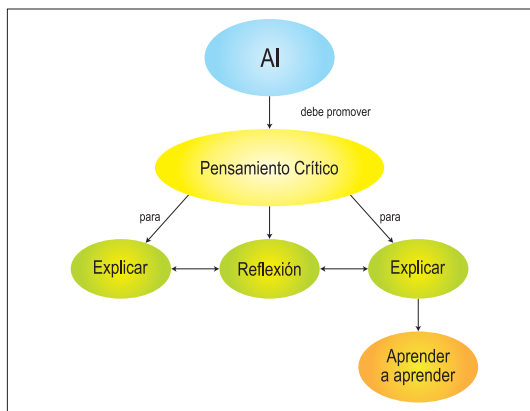 AI
debe promover
Pensamiento Crítico
para
para
Explicar
Reflexión
Explicar
Aprender
a aprender